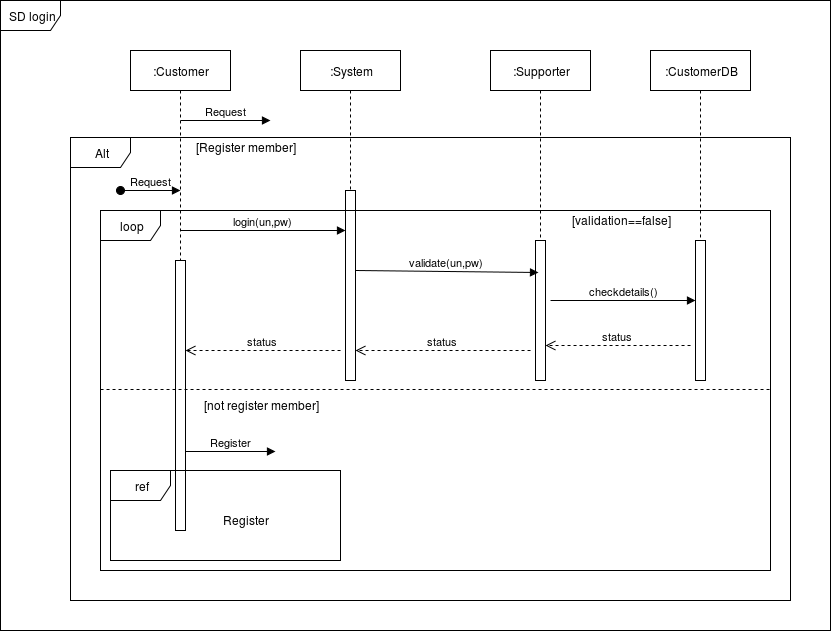 SD login
:Customer
:System
:Supporter
:CustomerDB
Request
Alt
[Register member]
Request
loop
login(un,pw)
[validation==false]
validate(un,pw)
checkdetails()
status
status
status
[not register member]
Register
ref
Register